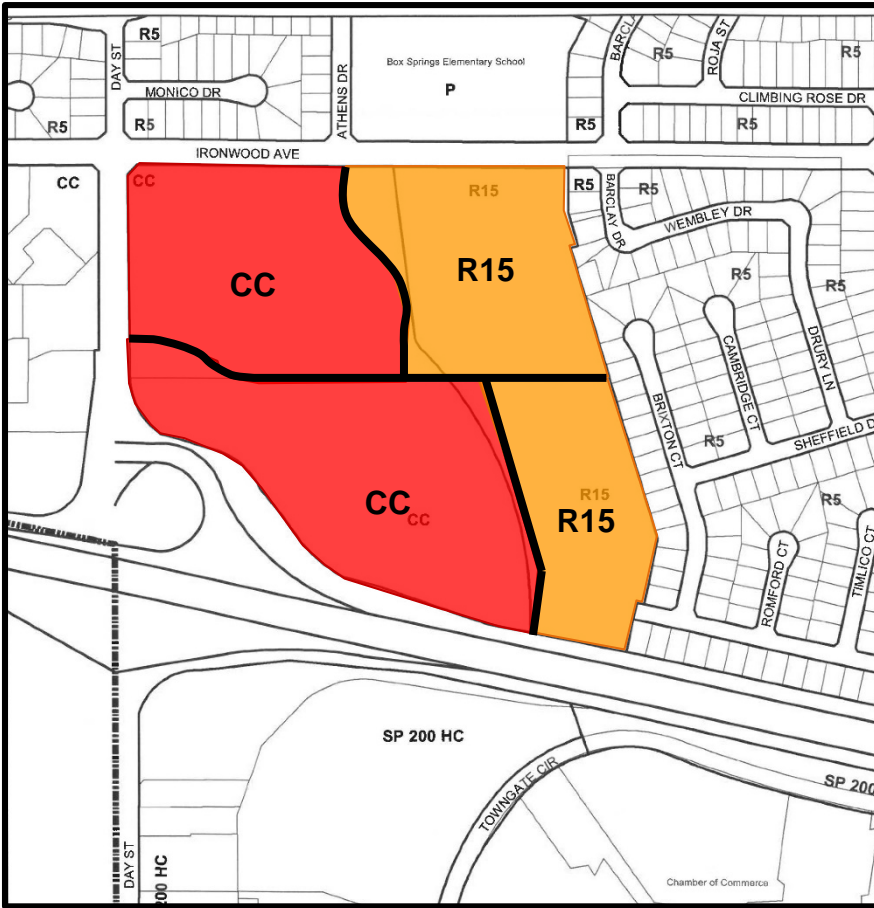 R5
DAY ST
MONICO DR
R5
R5
ATHENS DR
Box Springs Elementary School
P
BARCL
R5
ROJA ST
R5
CLIMBING ROSE DR
R5
R5
IRONWOOD AVE
CC
CC
R15
R5
BARCLAY DR
R5
WEMBLEY DR
CC
R15
R5
R5
DRURY LN
CAMBRIDGE CT
BRIXTON CT
R5
SHEFFIELD D
CC
CC
R15
R15
R5
ROMFORD CT
TIMLICO CT
SP 200 HC
TOWNGATE CIR
SP 200
DAY ST
200 HC
Chamber of Commerce